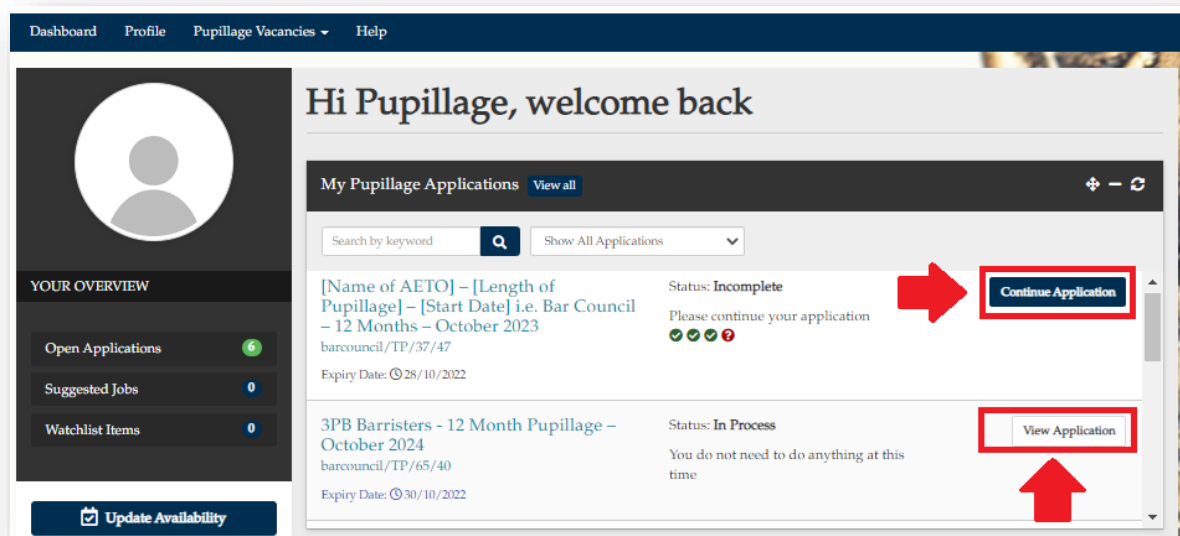 Dashboard Profile Pupillage Vacancies Help
Hi Pupillage, welcome back
My Pupillage Applications View all
Search by keyword Show All Applications
YOUR OVERVIEW
Open Applications 6
Suggested Jobs 0
Watchlist Items 0
Update Availability
[Name of AETO] – [Length of
Pupillage] – [Start Date] i.e. Bar Council
– 12 Months – October 2023
barcouncil/TP/37/47
Expiry Date: 28/10/2022
Status: Incomplete
Please continue your application
Continue Application
3PB Barristers - 12 Month Pupillage –
October 2024
barcouncil/TP/65/40
Expiry Date: 30/10/2022
Status: In Process
You do not need to do anything at this
time
View Application